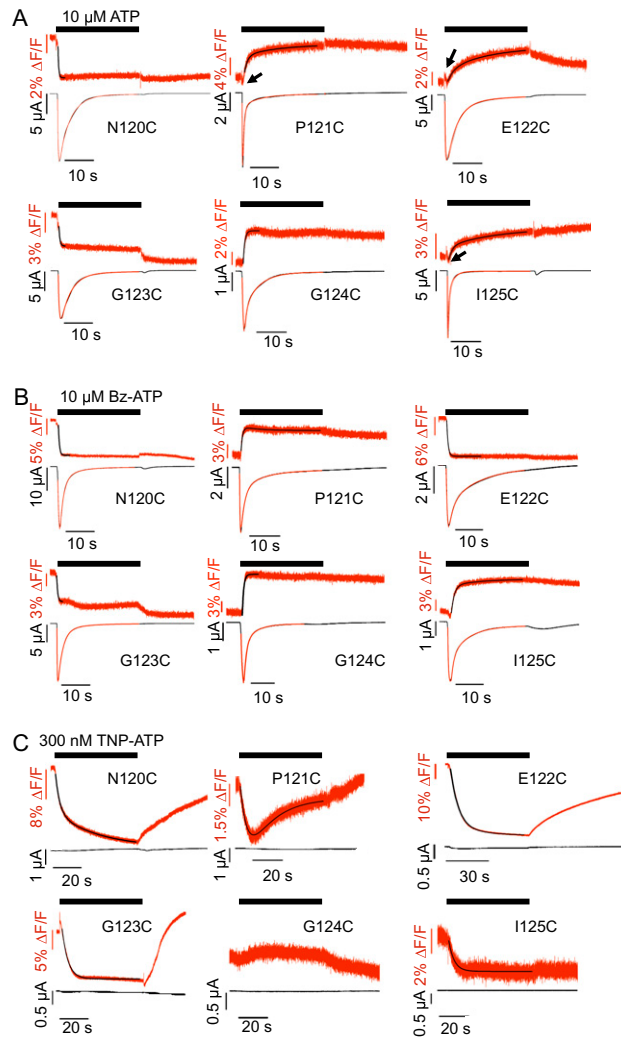 A
10 µM ATP
2% ΔF/F
5 µA
N120C
10 s
4% ΔF/F
2 µA
P121C
10 s
2% ΔF/F
5 µA
E122C
10 s
3% ΔF/F
5 µA
G123C
10 s
2% ΔF/F
1 µA
G124C
10 s
3% ΔF/F
5 µA
I125C
10 s
B
10 µM Bz-ATP
5% ΔF/F
10 µA
N120C
10 s
3% ΔF/F
2 µA
P121C
10 s
6% ΔF/F
2 µA
E122C
10 s
3% ΔF/F
5 µA
G123C
10 s
3% ΔF/F
1 µA
G124C
10 s
3% ΔF/F
1 µA
I125C
10 s
C
300 nM TNP-ATP
8% ΔF/F
1 µA
N120C
20 s
1.5% ΔF/F
1 µA
P121C
20 s
10% ΔF/F
0.5 µA
E122C
30 s
5% ΔF/F
0.5 µA
G123C
20 s
0.5 µA
G124C
20 s
2% ΔF/F
0.5 µA
I125C
20 s